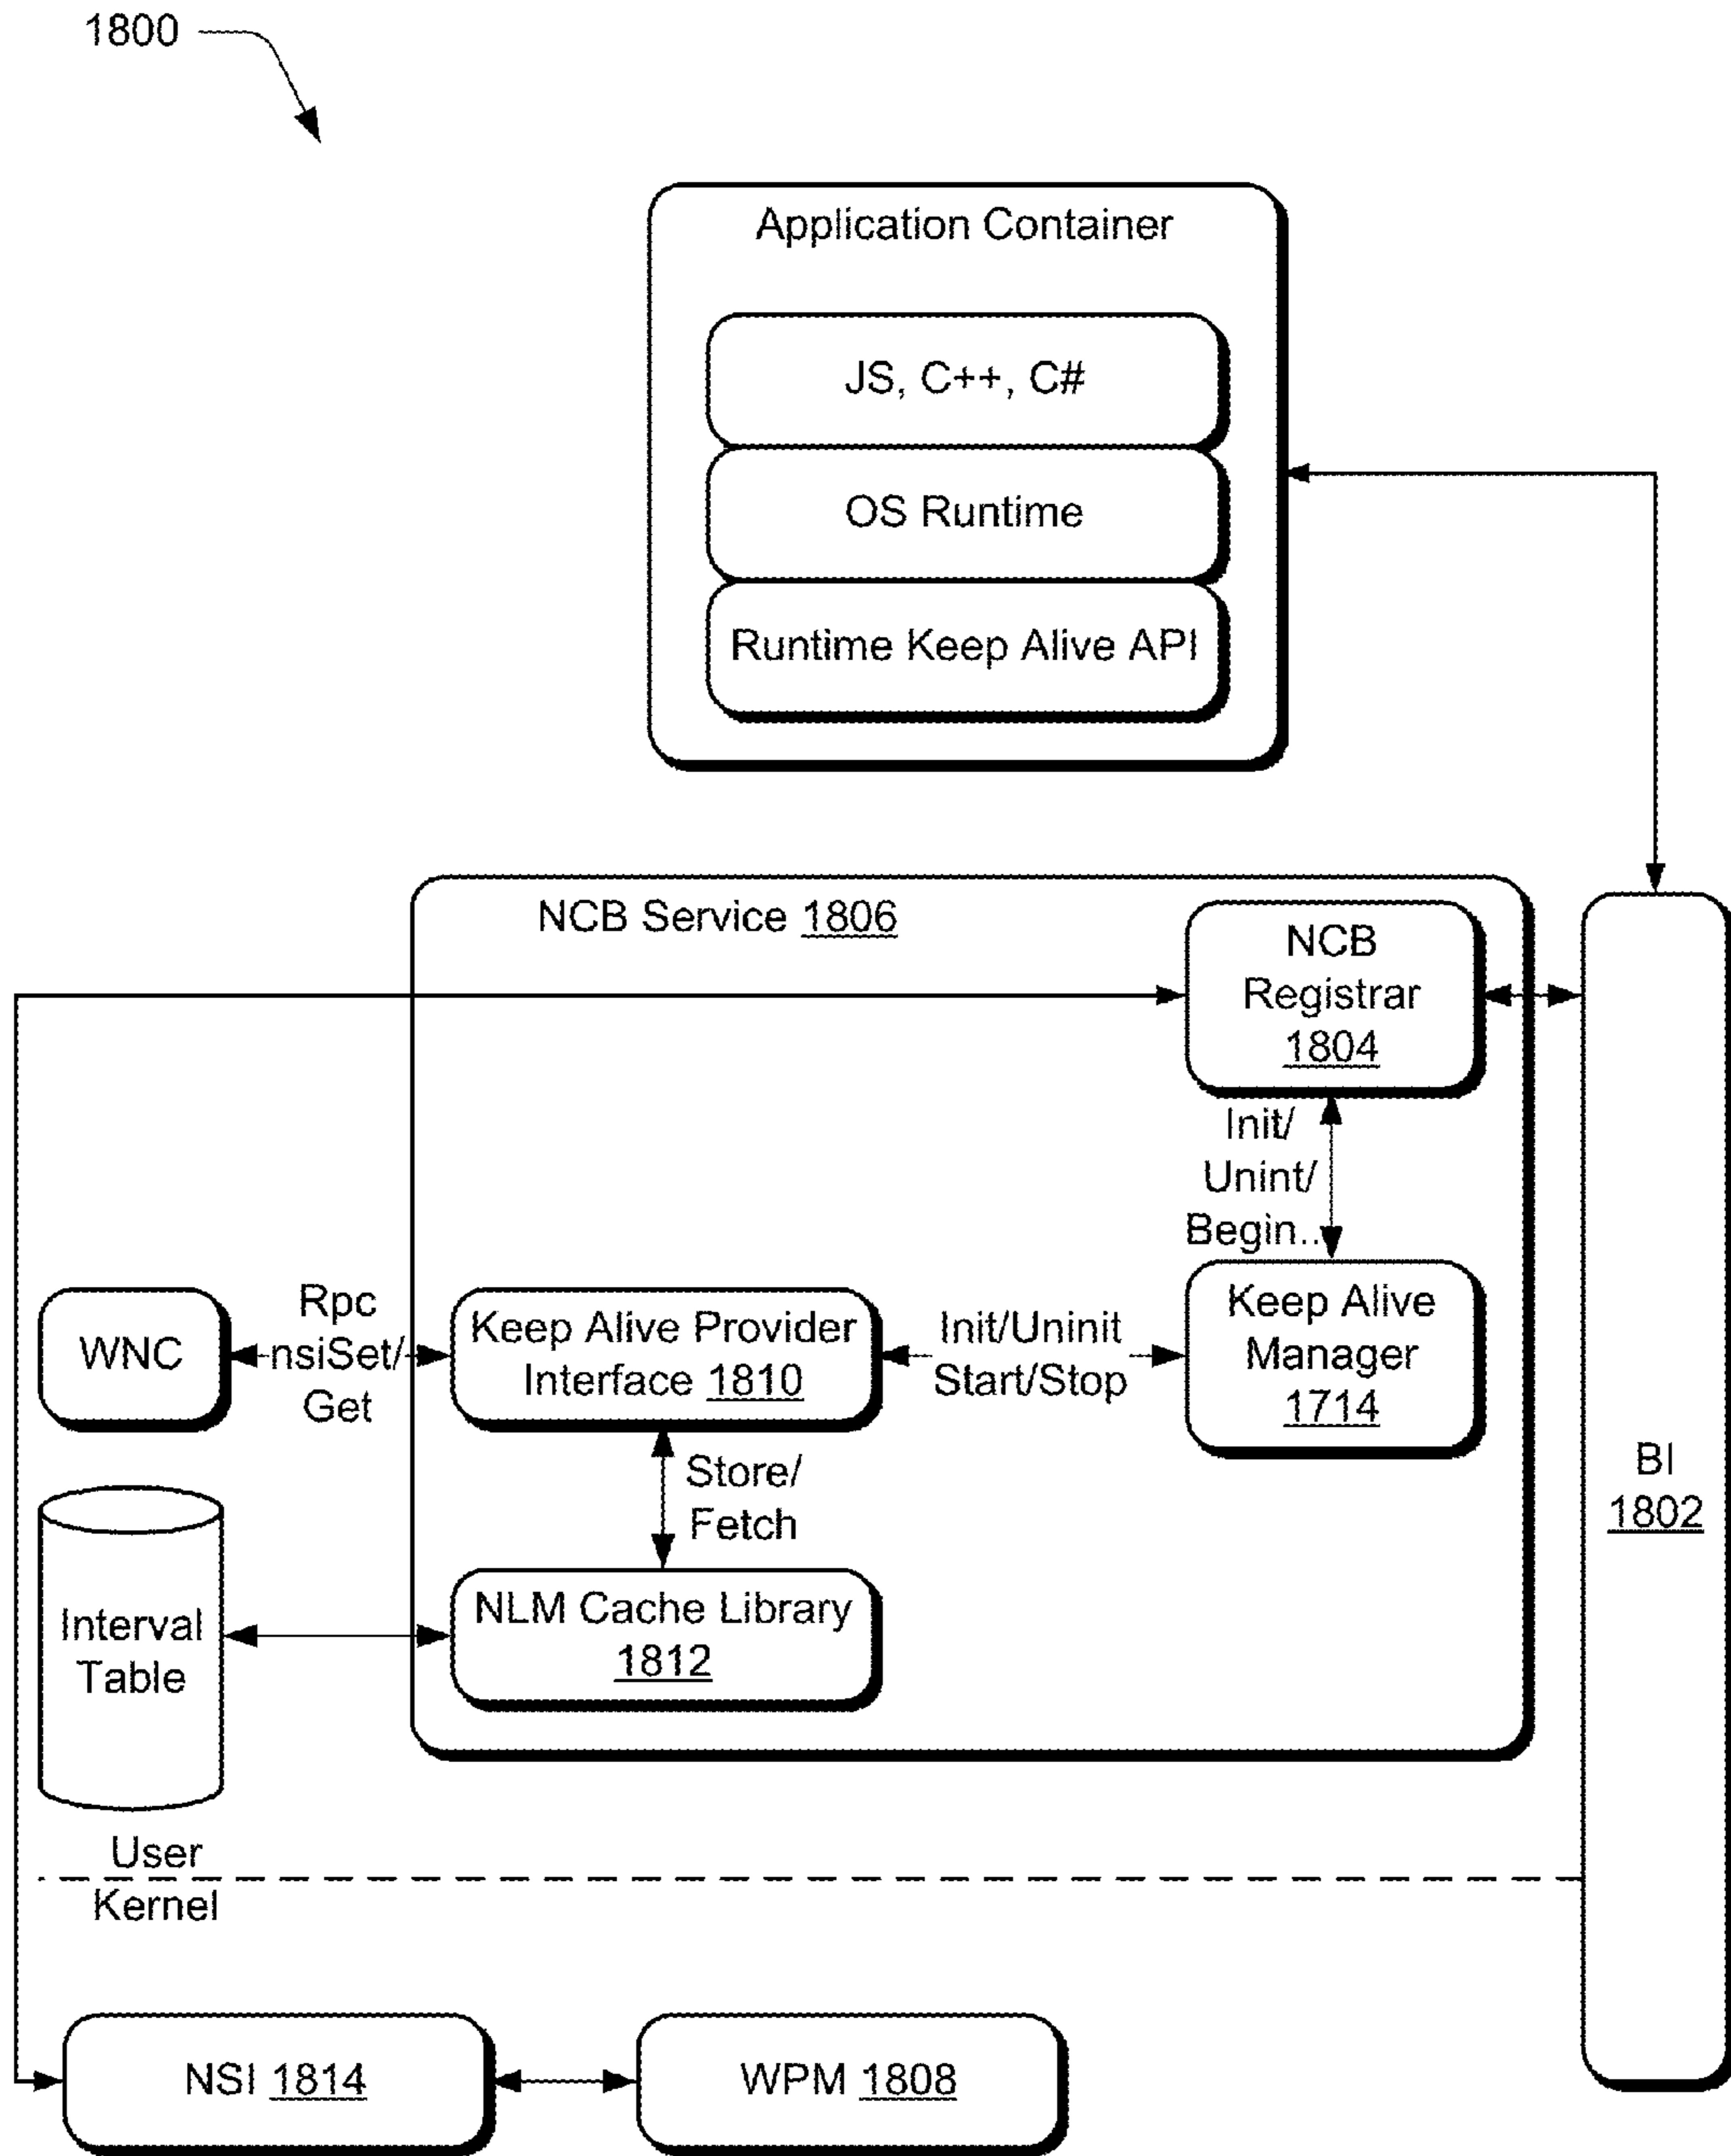 1800
Application Container
JS, C++, C#
OS Runtime
Runtime Keep Alive API
NCB Service 1806
NCB
Registrar
1804
Init/
Unint/
Begin..
WNC
Rpc
nsiSet/
Get
Keep Alive Provider
Interface 1810
Init/Uninit
Start/Stop
Keep Alive
Manager
1714
BI
1802
Store/
Fetch
Interval
Table
NLM Cache Library
1812
User
Kernel
NSI 1814
WPM 1808